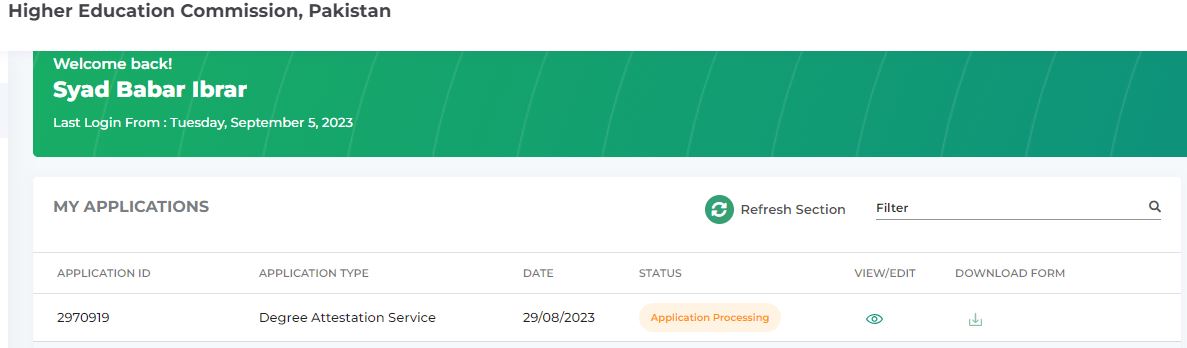 Higher Education Commission, Pakistan
Welcome back!
Syad Babar Ibrar
Last Login From : Tuesday, September 5, 2023
MY APPLICATIONS
Refresh Section
Filter
APPLICATION ID APPLICATION TYPE DATE STATUS VIEW/EDIT DOWNLOAD FORM
2970919 Degree Attestation Service 29/08/2023 Application Processing